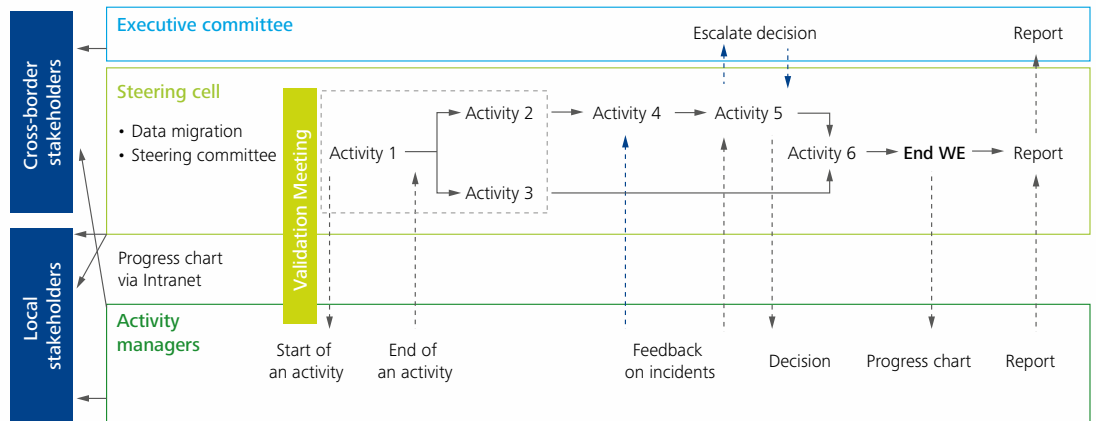 Cross-border
stakeholders
Local
stakeholders
Executive committee
Escalate decision
Report
Steering cell
• Data migration
• Steering committee
Validation Meeting
Activity 1
Activity 2
Activity 3
Activity 4
Activity 5
Activity 6
End WE
Report
Progress chart
via Intranet
Activity
managers
Start of
an activity
End of
an activity
Feedback
on incidents
Decision
Progress chart
Report